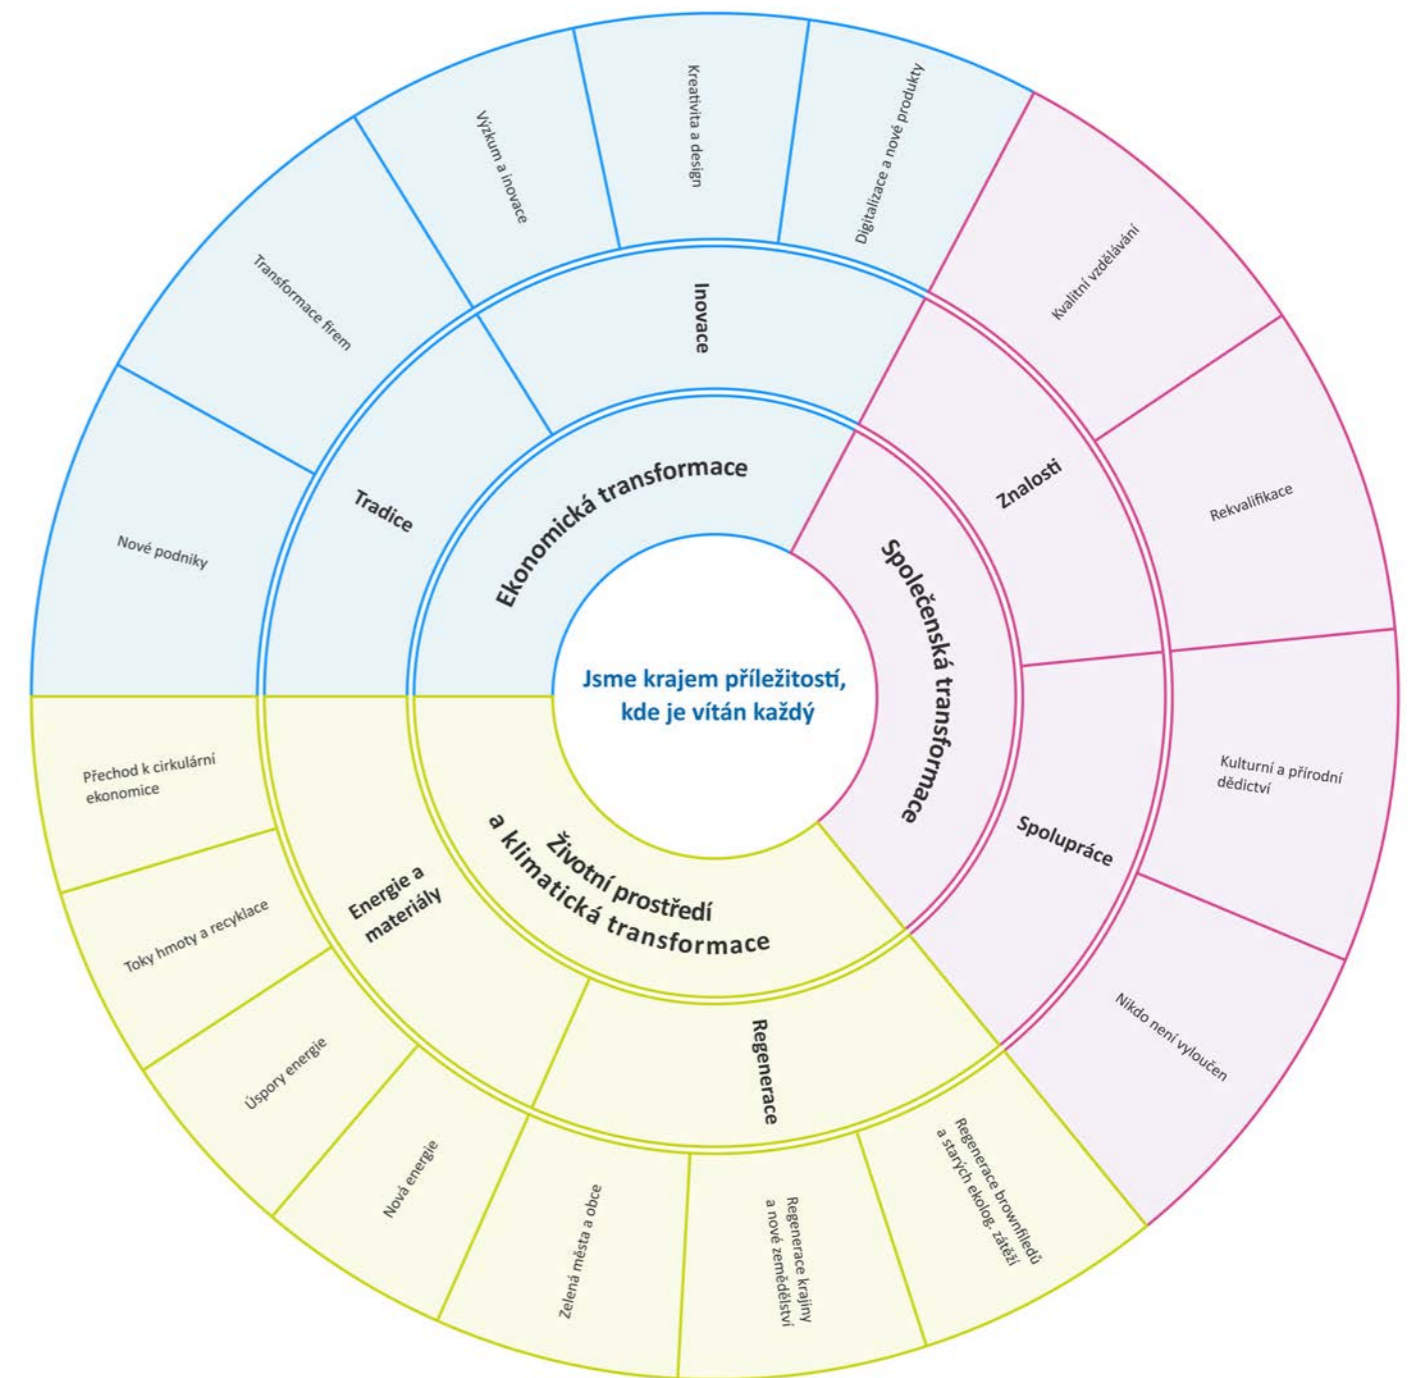 Jsme krajem příležitostí,
kde je vítán každý
Ekonomická transformace
Tradice
Nové podniky
Transformace firem
Inovace
Výzkum a inovace
Kreativita a design
Digitalizace a nové produkty
Společenská transformace
Znalosti
Kvalitní vzdělávání
Rekvalifikace
Spolupráce
Kulturní a přírodní
dědictví
Nikdo není vyloučen
Životní prostředí
a klimatická transformace
Regenerace
Regenerace brownfiledů
a starých ekolog. zátěží
Regenerace krajiny
a nové zemědělství
Zelená města a obce
Energie a
materiály
Nová energie
Úspory energie
Toky hmoty a recyklace
Přechod k cirkulární
ekonomice